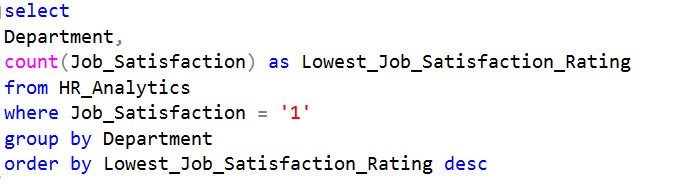 select
Department,
count(Job_Satisfaction) as Lowest_Job_Satisfaction_Rating
from HR_Analytics
where Job_Satisfaction = '1'
group by Department
order by Lowest_Job_Satisfaction_Rating desc